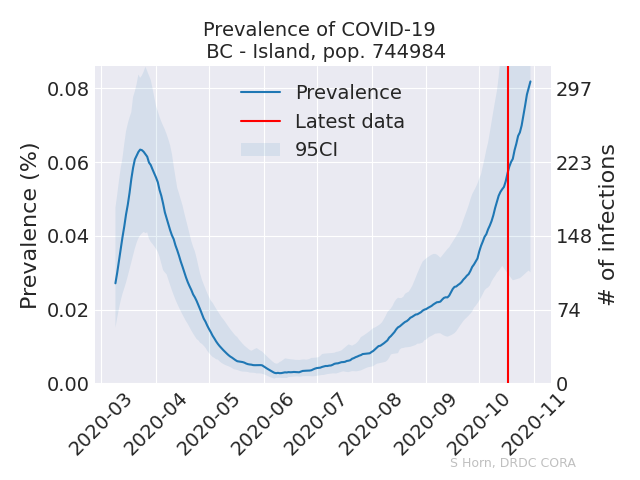 Prevalence of COVID-19
BC - Island, pop. 744984
Prevalence
Latest data
95CI
Prevalence (%)
0.08
0.06
0.04
0.02
0.00
297
223
148
74
0
# of infections
2020-03
2020-04
2020-05
2020-06
2020-07
2020-08
2020-09
2020-10
2020-11
S Horn, DRDC CORA